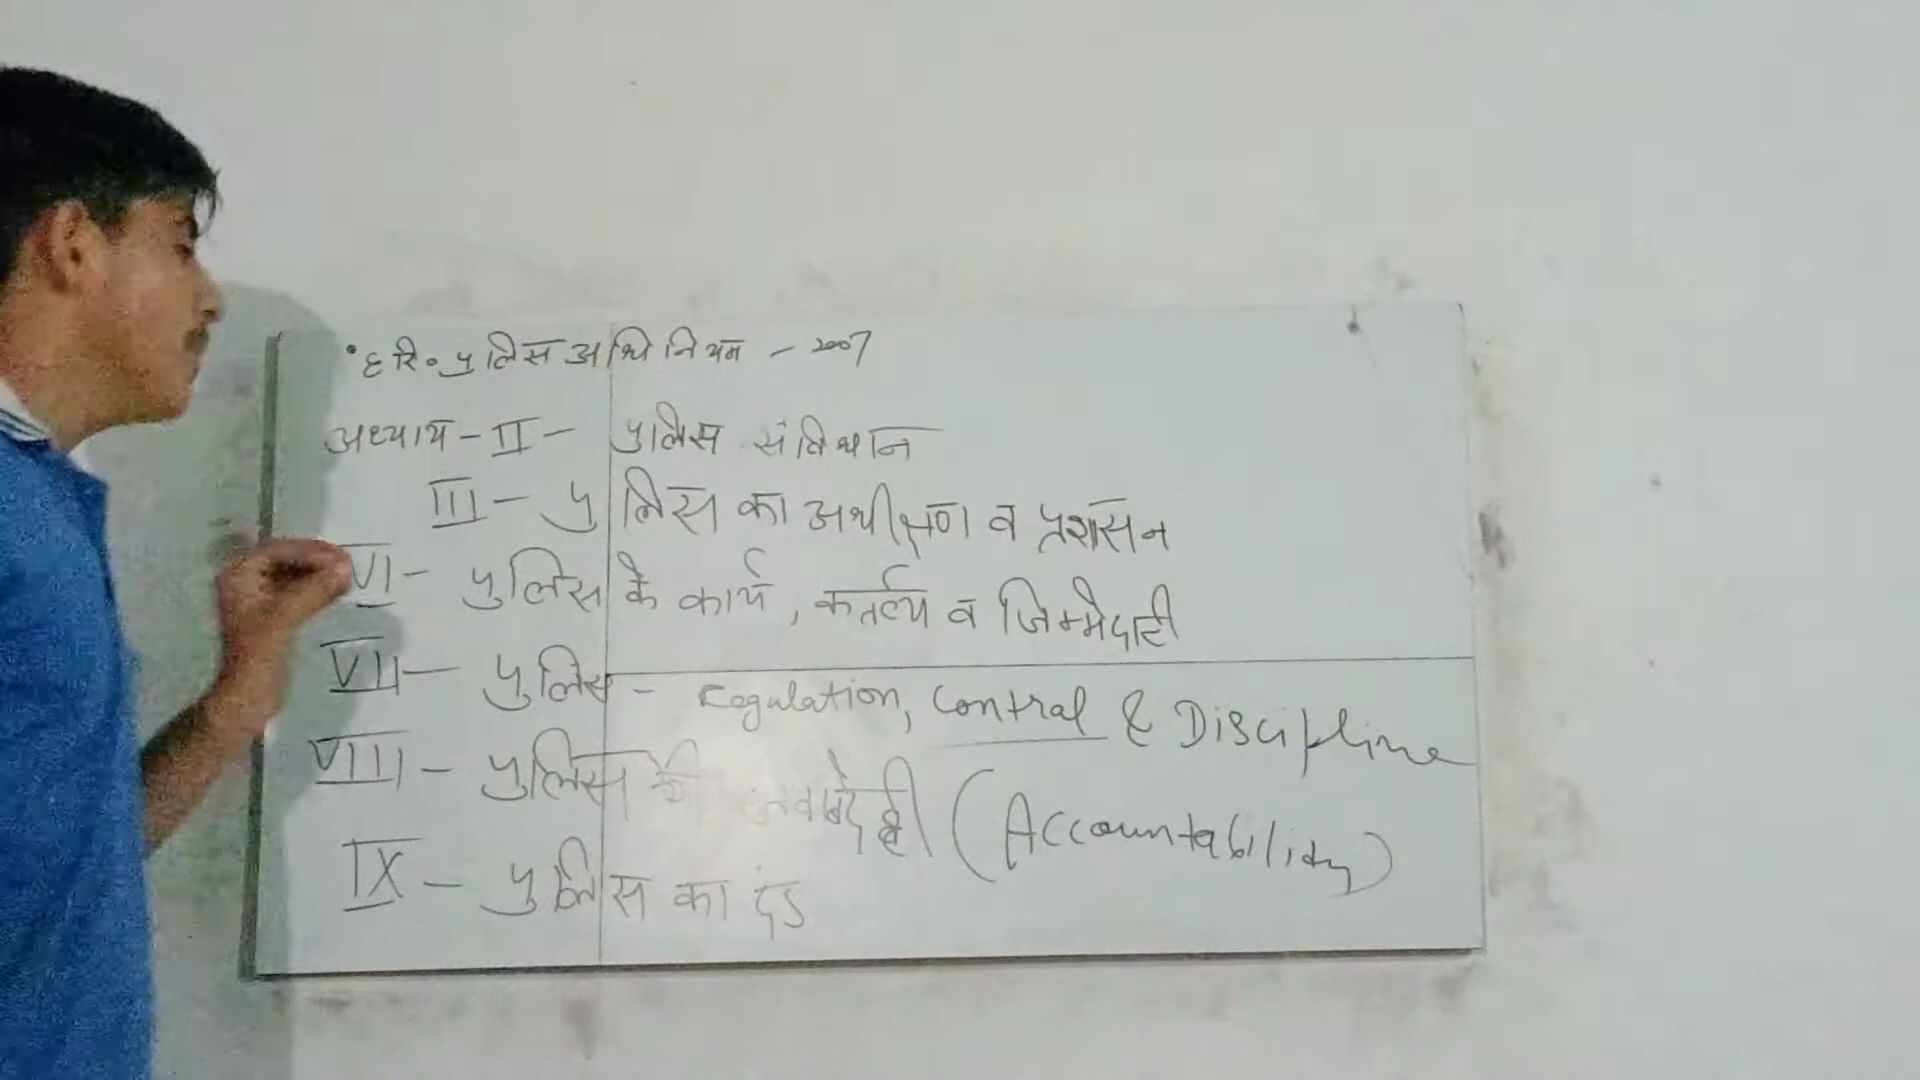 • हरि० पुलिस अधिनियम - 2007
अध्याय - II - पुलिस संविधान
III - पुलिस का अधीक्षण व प्रशासन
VI - पुलिस के कार्य, कर्तव्य व जिम्मेदारी
VII - पुलिस - Regulation, Control & Discipline
VIII - पुलिस की जवाबदेही (Accountability)
IX - पुलिस का दंड